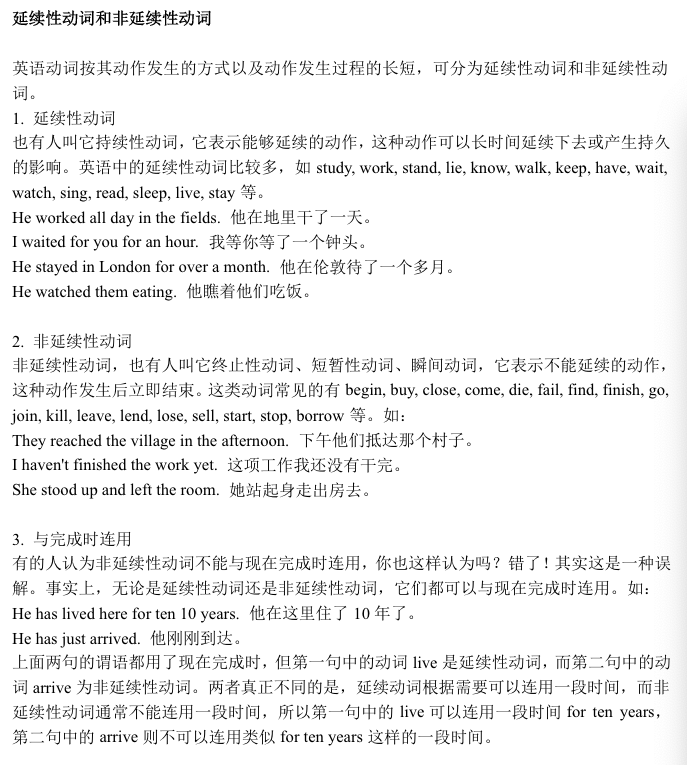 延续性动词和非延续性动词
英语动词按其动作发生的方式以及动作发生过程的长短，可分为延续性动词和非延续性动
词。
1. 延续性动词
也有人叫它持续性动词，它表示能够延续的动作，这种动作可以长时间延续下去或产生持久
的影响。英语中的延续性动词比较多，如 study, work, stand, lie, know, walk, keep, have, wait,
watch, sing, read, sleep, live, stay 等。
He worked all day in the fields. 他在地里干了一天。
I waited for you for an hour. 我等你等了一个钟头。
He stayed in London for over a month. 他在伦敦待了一个多月。
He watched them eating. 他瞧着他们吃饭。
2. 非延续性动词
非延续性动词，也有人叫它终止性动词、短暂性动词、瞬间动词，它表示不能延续的动作，
这种动作发生后立即结束。这类动词常见的有 begin, buy, close, come, die, fail, find, finish, go,
join, kill, leave, lend, lose, sell, start, stop, borrow 等。如：
They reached the village in the afternoon. 下午他们抵达那个村子。
I haven't finished the work yet. 这项工作我还没有干完。
She stood up and left the room. 她站起身走出房去。
3. 与完成时连用
有的人认为非延续性动词不能与现在完成时连用，你也这样认为吗？错了！其实这是一种误
解。事实上，无论是延续性动词还是非延续性动词，它们都可以与现在完成时连用。如：
He has lived here for ten 10 years. 他在这里住了 10 年了。
He has just arrived. 他刚刚到达。
上面两句的谓语都用了现在完成时，但第一句中的动词 live 是延续性动词，而第二句中的动
词 arrive 为非延续性动词。两者真正不同的是，延续动词根据需要可以连用一段时间，而非
延续性动词通常不能连用一段时间，所以第一句中的 live 可以连用一段时间 for ten years，
第二句中的 arrive 则不可以连用类似 for ten years 这样的一段时间。